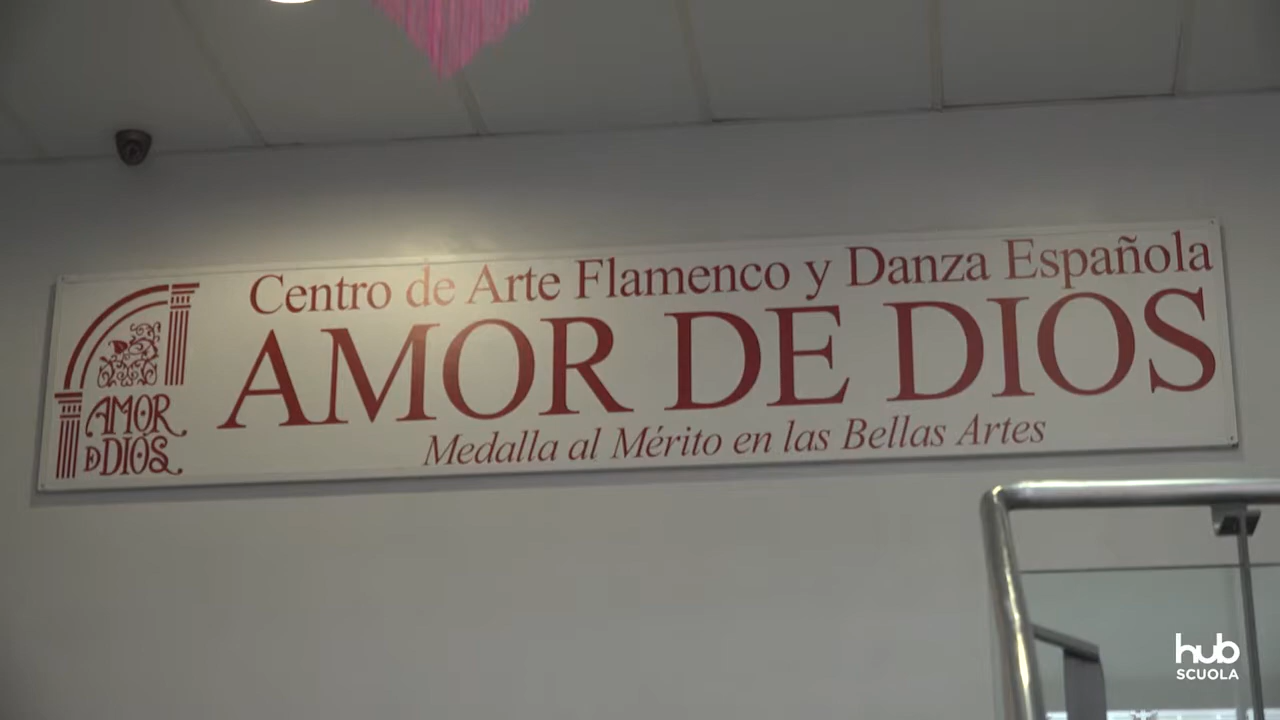 Centro de Arte Flamenco y Danza Española
AMOR DE DIOS
Medalla al Mérito en las Bellas Artes
AMOR
D DIOS
hub
SCUOLA